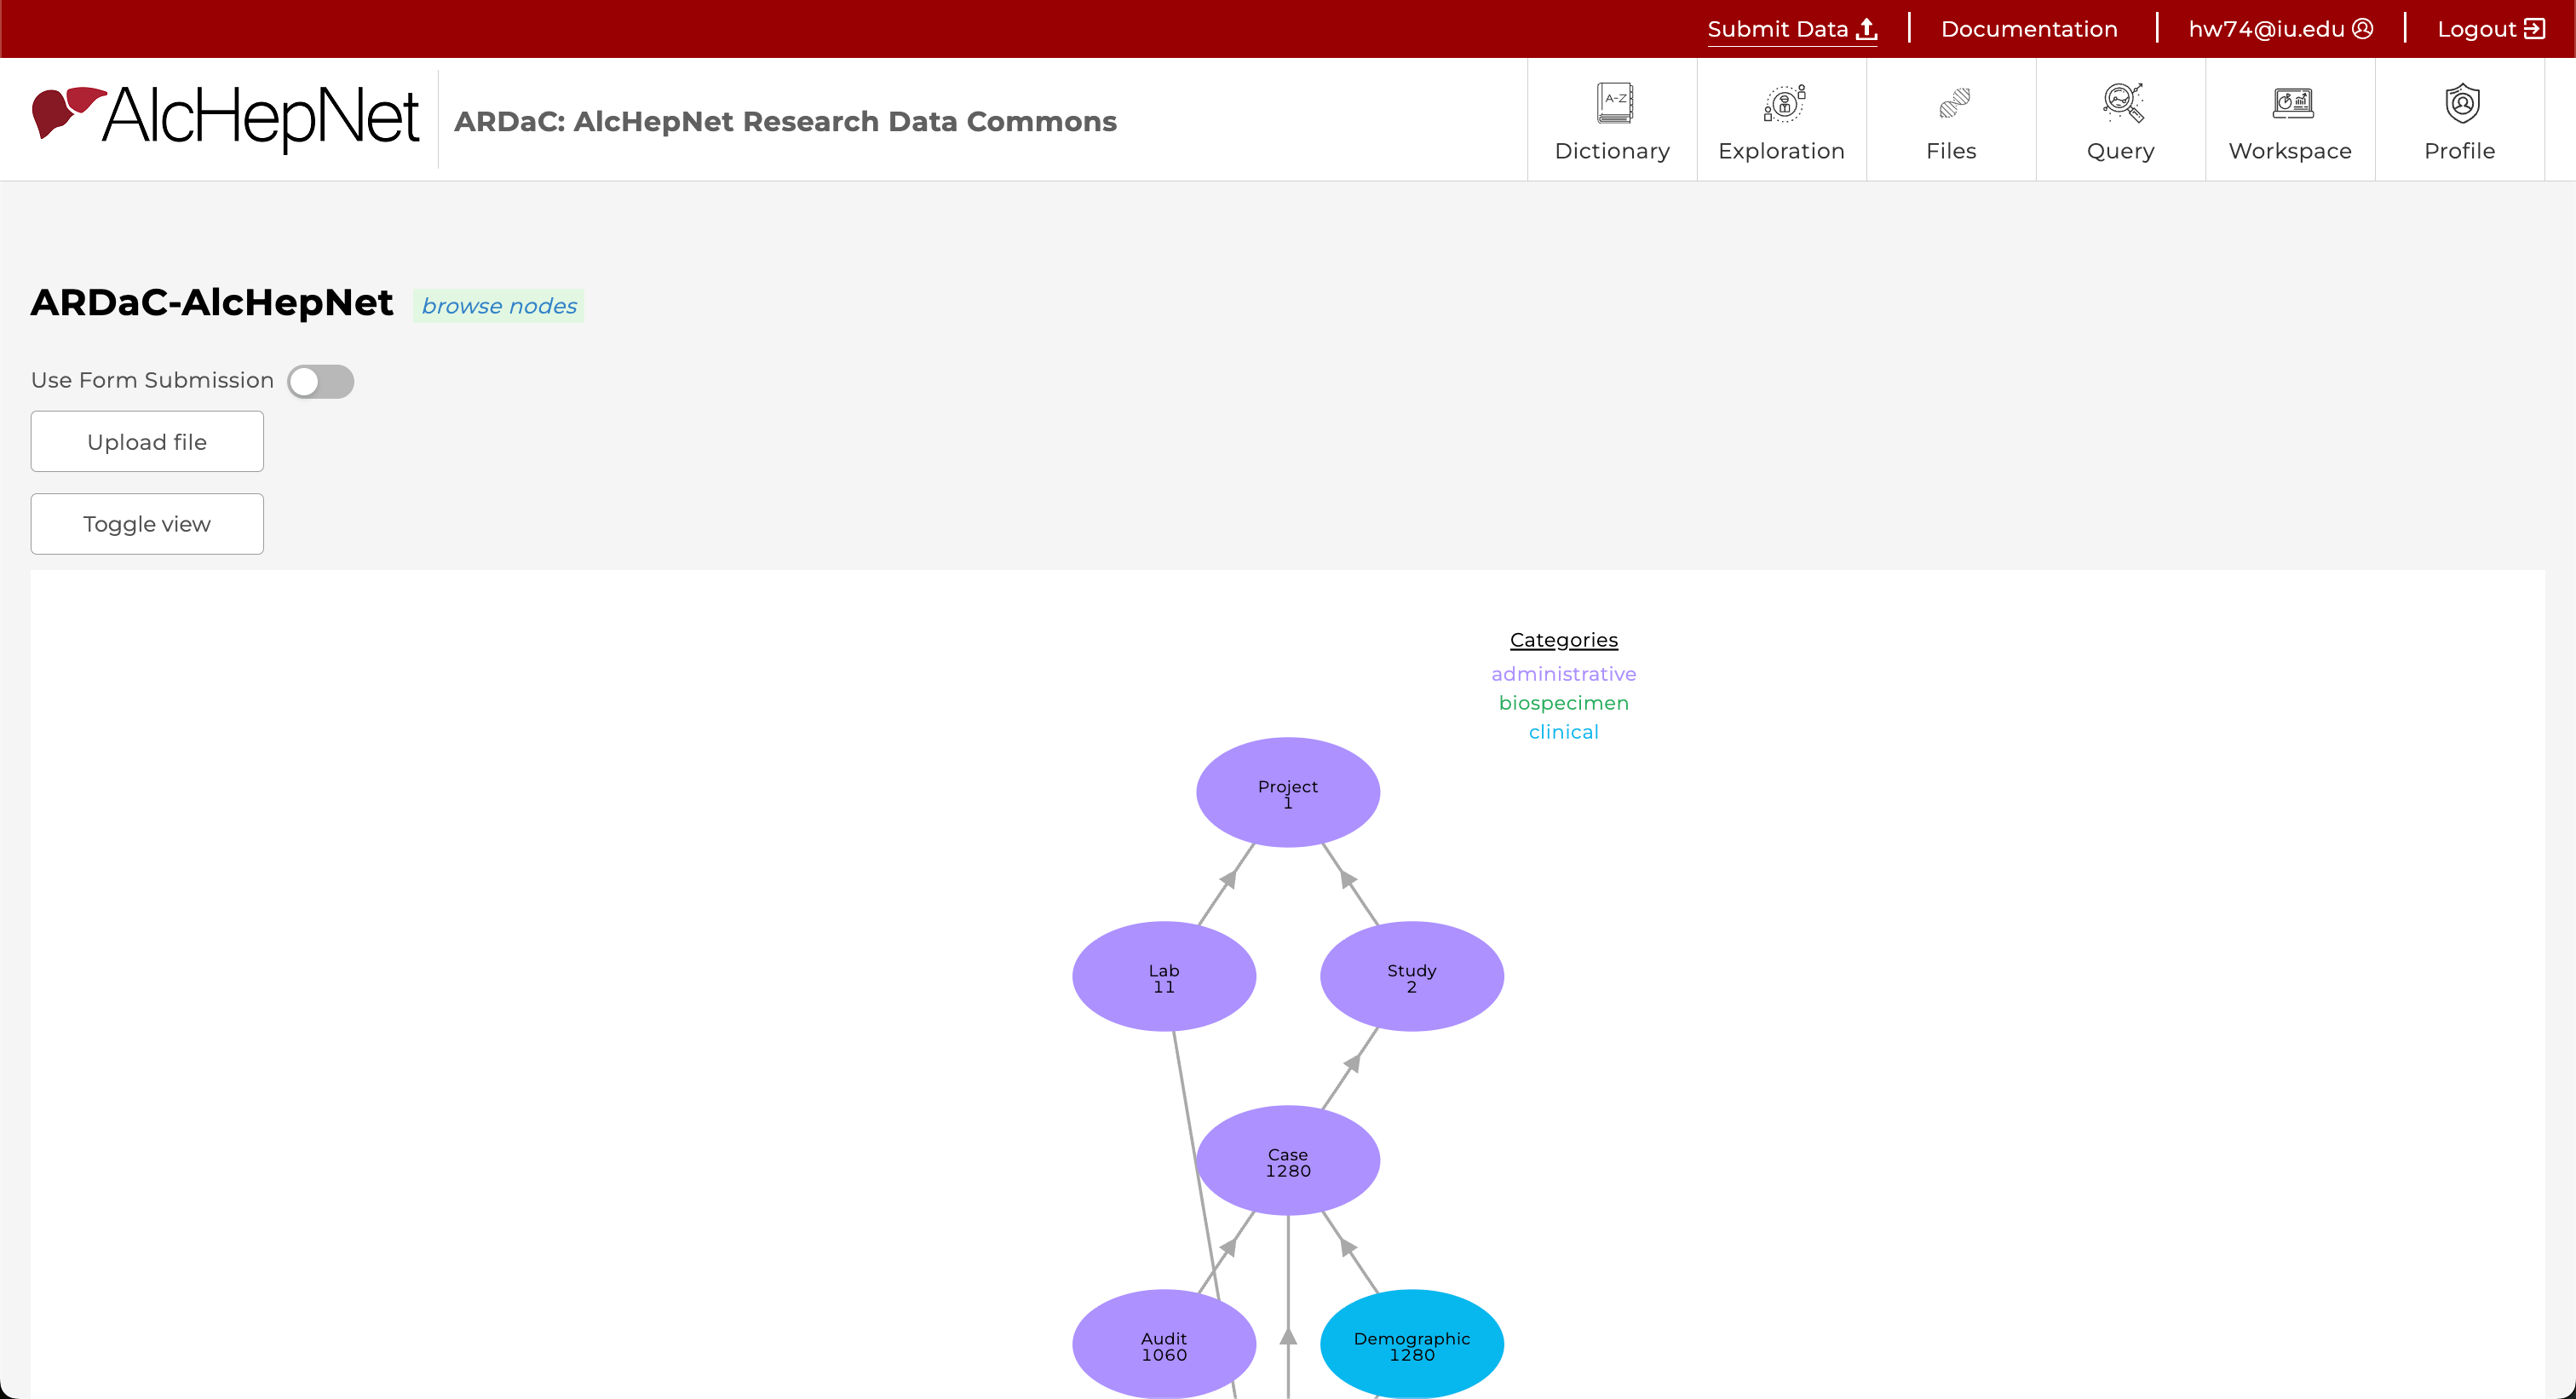 Submit Data
Documentation
hw74@iu.edu
Logout
AlcHepNet
ARDaC: AlcHepNet Research Data Commons
A-Z
Dictionary
Exploration
Files
Query
Workspace
Profile
ARDaC-AlcHepNet
browse nodes
Use Form Submission
Upload file
Toggle view
Categories
administrative
biospecimen
clinical
Project
1
Lab
11
Study
2
Case
1280
Audit
1060
Demographic
1280